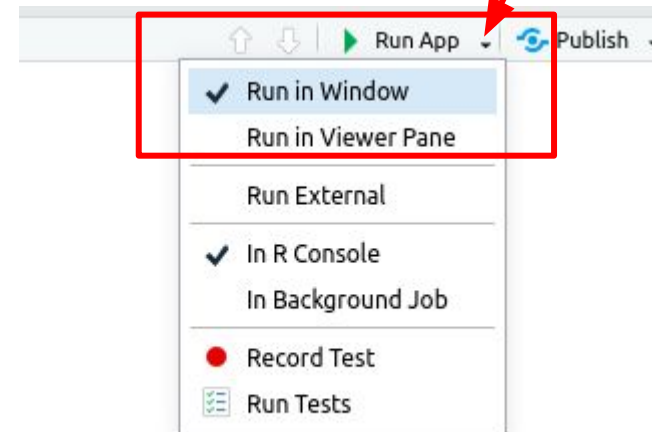 Run App Publish
Run in Window
Run in Viewer Pane
Run External
In R Console
In Background Job
Record Test
Run Tests